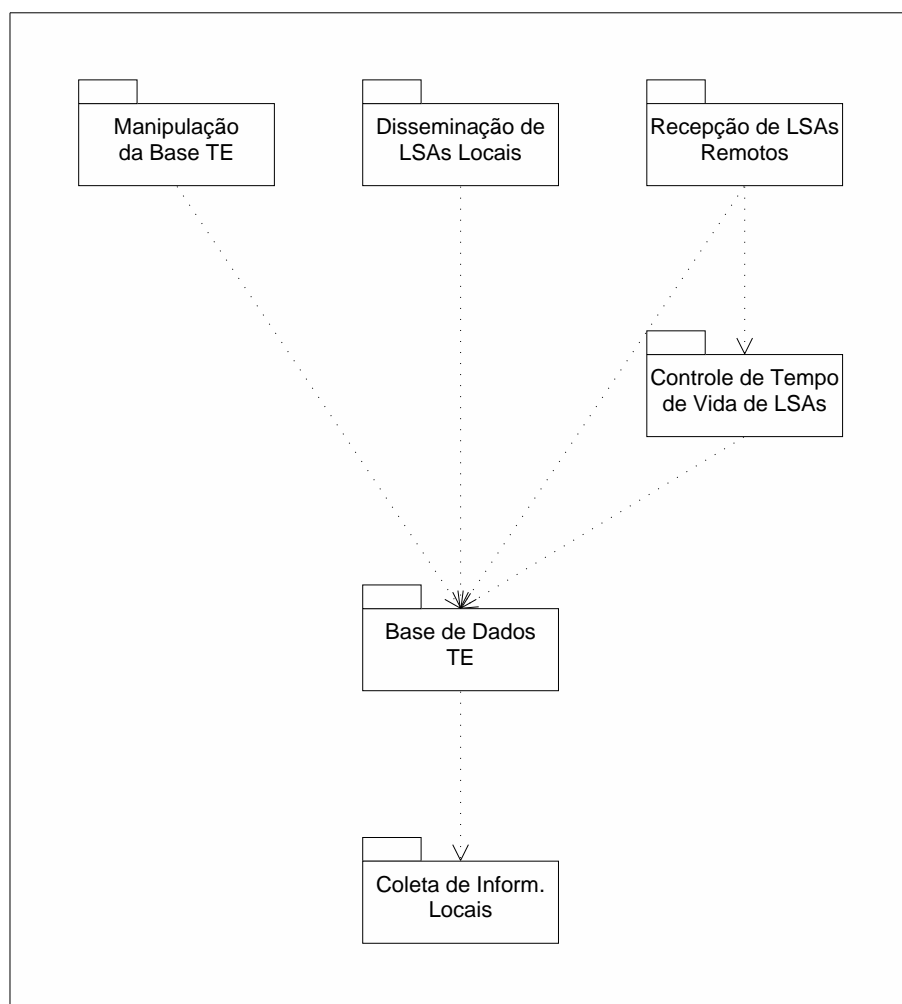 Manipulação
da Base TE
Disseminação de
LSAs Locais
Recepção de LSAs
Remotos
Controle de Tempo
de Vida de LSAs
Base de Dados
TE
Coleta de Inform.
Locais